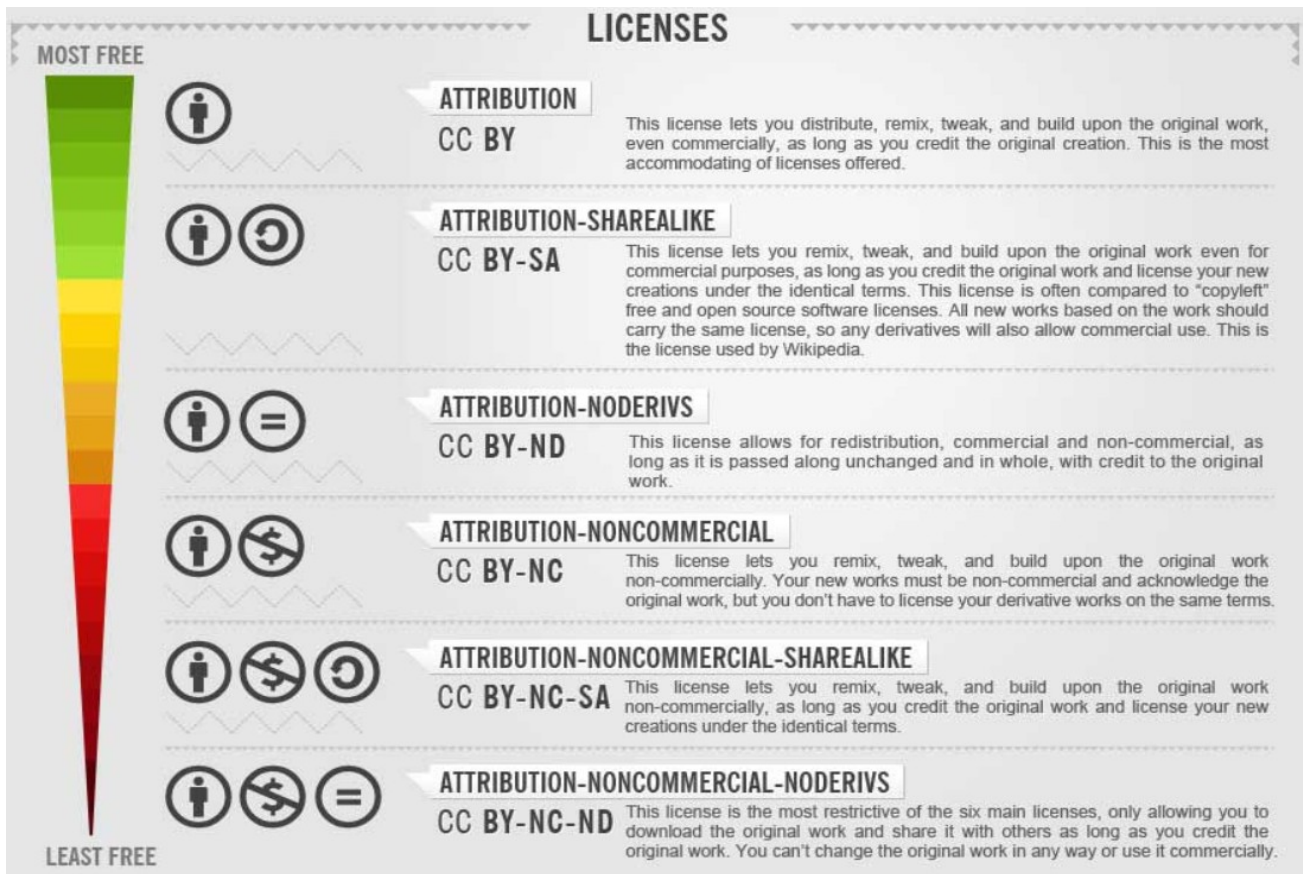 LICENSES
MOST FREE
ATTRIBUTION
CC BY
This license lets you distribute, remix, tweak, and build upon the original work,
even commercially, as long as you credit the original creation. This is the most
accommodating of licenses offered.
ATTRIBUTION-SHAREALIKE
CC BY-SA
This license lets you remix, tweak, and build upon the original work even for
commercial purposes, as long as you credit the original work and license your new
creations under the identical terms. This license is often compared to “copyleft”
free and open source software licenses. All new works based on the work should
carry the same license, so any derivatives will also allow commercial use. This is
the license used by Wikipedia.
ATTRIBUTION-NODERIVS
CC BY-ND
This license allows for redistribution, commercial and non-commercial, as
long as it is passed along unchanged and in whole, with credit to the original
work.
ATTRIBUTION-NONCOMMERCIAL
CC BY-NC
This license lets you remix, tweak, and build upon the original work
non-commercially. Your new works must be non-commercial and acknowledge the
original work, but you don’t have to license your derivative works on the same terms.
ATTRIBUTION-NONCOMMERCIAL-SHAREALIKE
CC BY-NC-SA
This license lets you remix, tweak, and build upon the original work
non-commercially, as long as you credit the original work and license your new
creations under the identical terms.
ATTRIBUTION-NONCOMMERCIAL-NODERIVS
CC BY-NC-ND
This license is the most restrictive of the six main licenses, only allowing you to
download the original work and share it with others as long as you credit the
original work. You can’t change the original work in any way or use it commercially.
LEAST FREE